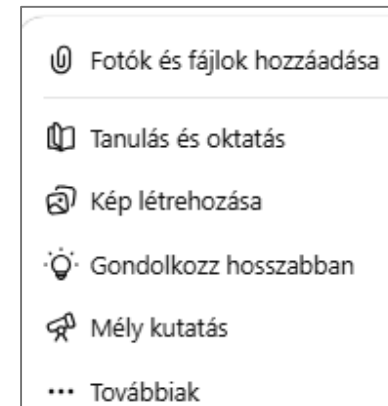 Fotók és fájlok hozzáadása
Tanulás és oktatás
Kép létrehozása
Gondolkozz hosszabban
Mély kutatás
Továbbiak